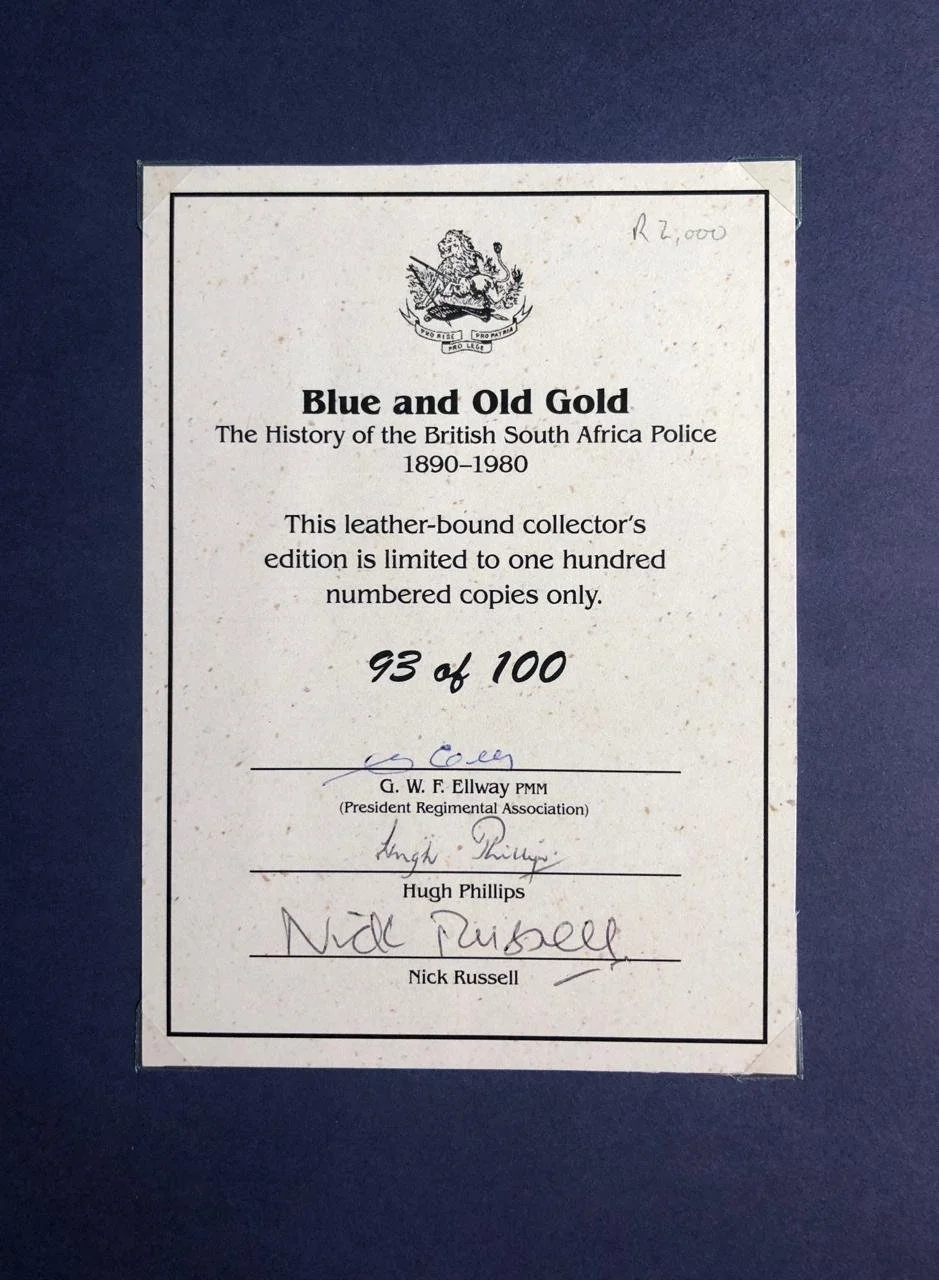 R 2,000
PRO REGE PRO PATRIA
PRO LEGE
Blue and Old Gold
The History of the British South Africa Police
1890–1980
This leather-bound collector's
edition is limited to one hundred
numbered copies only.
93 of 100
G. W. F. Ellway PMM
(President Regimental Association)
Hugh Phillips
Hugh Phillips
Nick Russell
Nick Russell